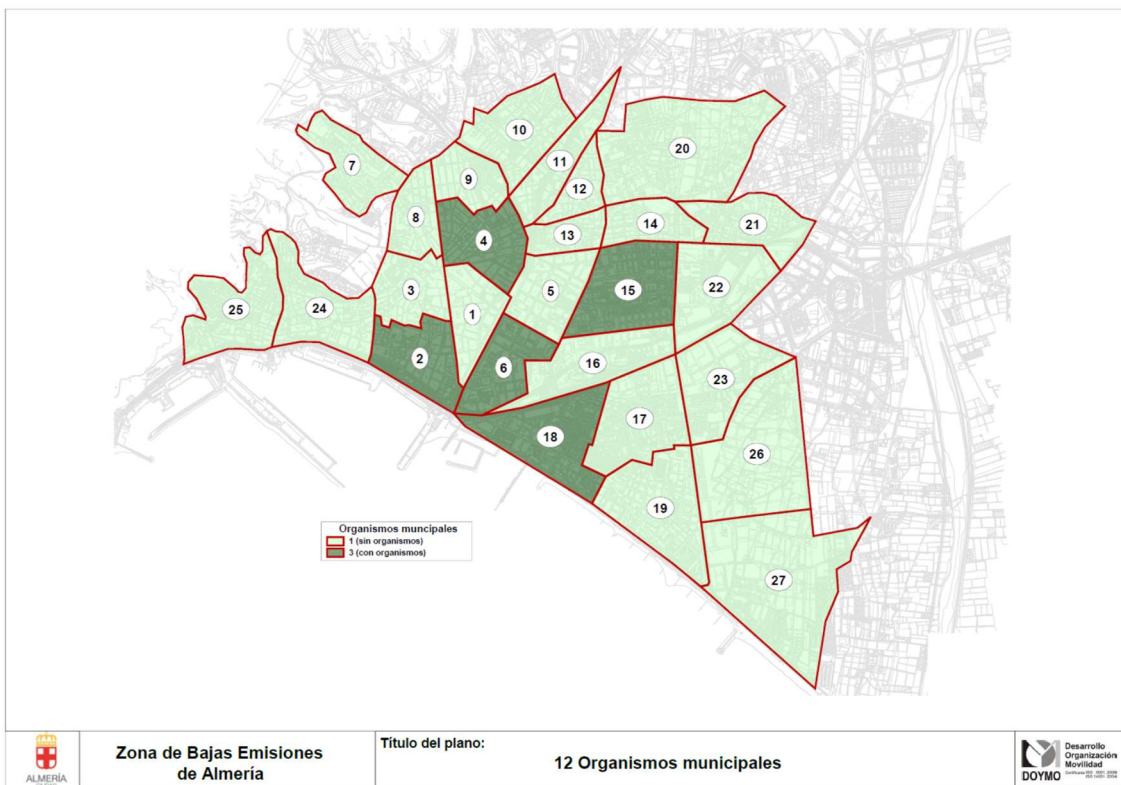 10
20
11
7
9
12
8
14
21
4
13
5
3
15
22
25
24
1
2
6
16
23
17
18
26
19
27
Organismos muncipales
1 (sin organismos)
3 (con organismos)
ALMERÍA
Zona de Bajas Emisiones
de Almería
Título del plano:
12 Organismos municipales
DOYMO
Desarrollo
Organización
Movilidad